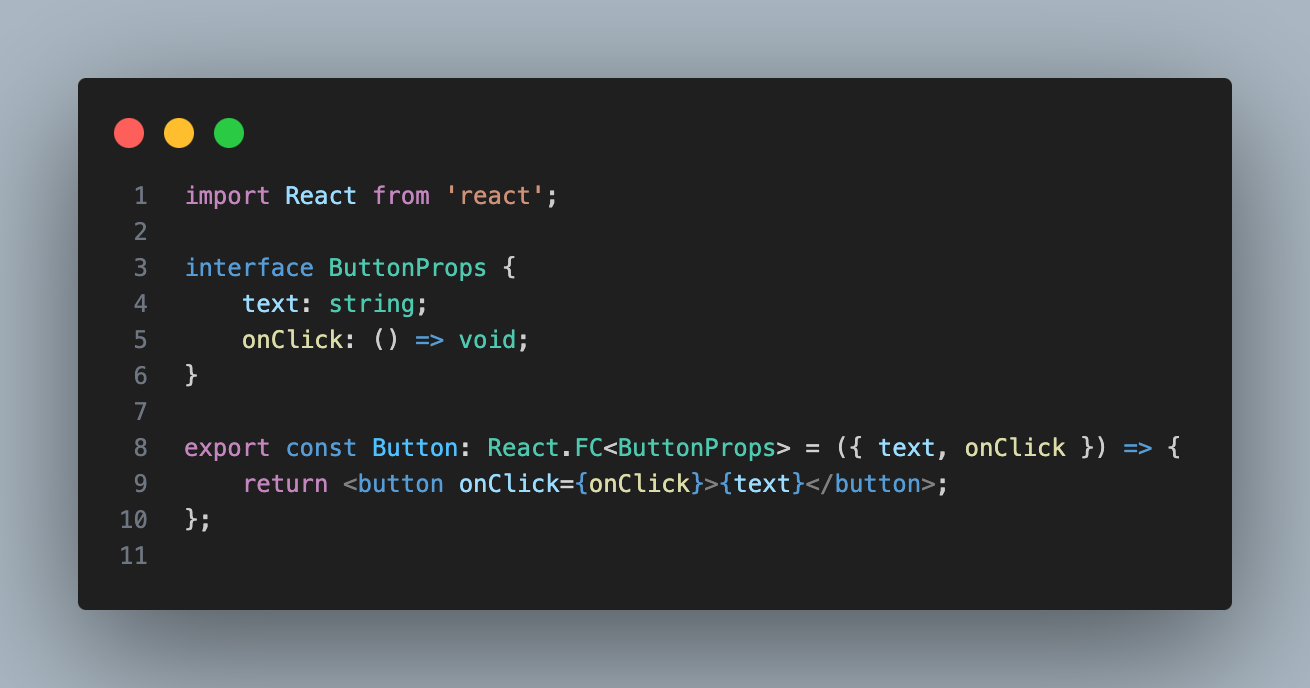 1 import React from 'react';
2
3 interface ButtonProps {
4     text: string;
5     onClick: () => void;
6 }
7
8 export const Button: React.FC<ButtonProps> = ({ text, onClick }) => {
9     return <button onClick={onClick}>{text}</button>;
10 };
11